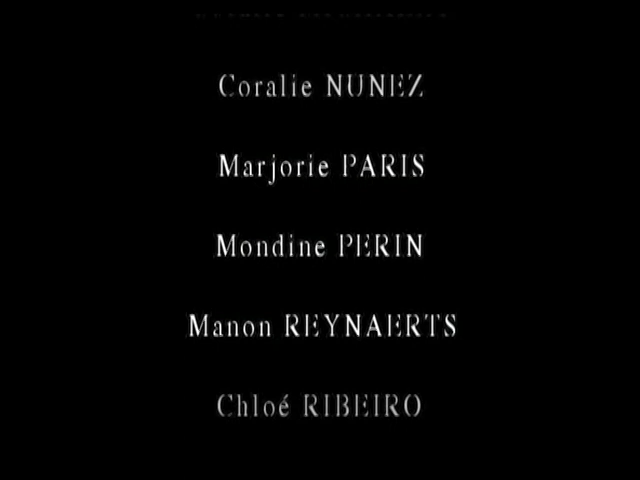 Coralie NUNEZ
Marjorie PARIS
Mondine PERIN
Manon REYNAERTS
Chloé RIBEIRO